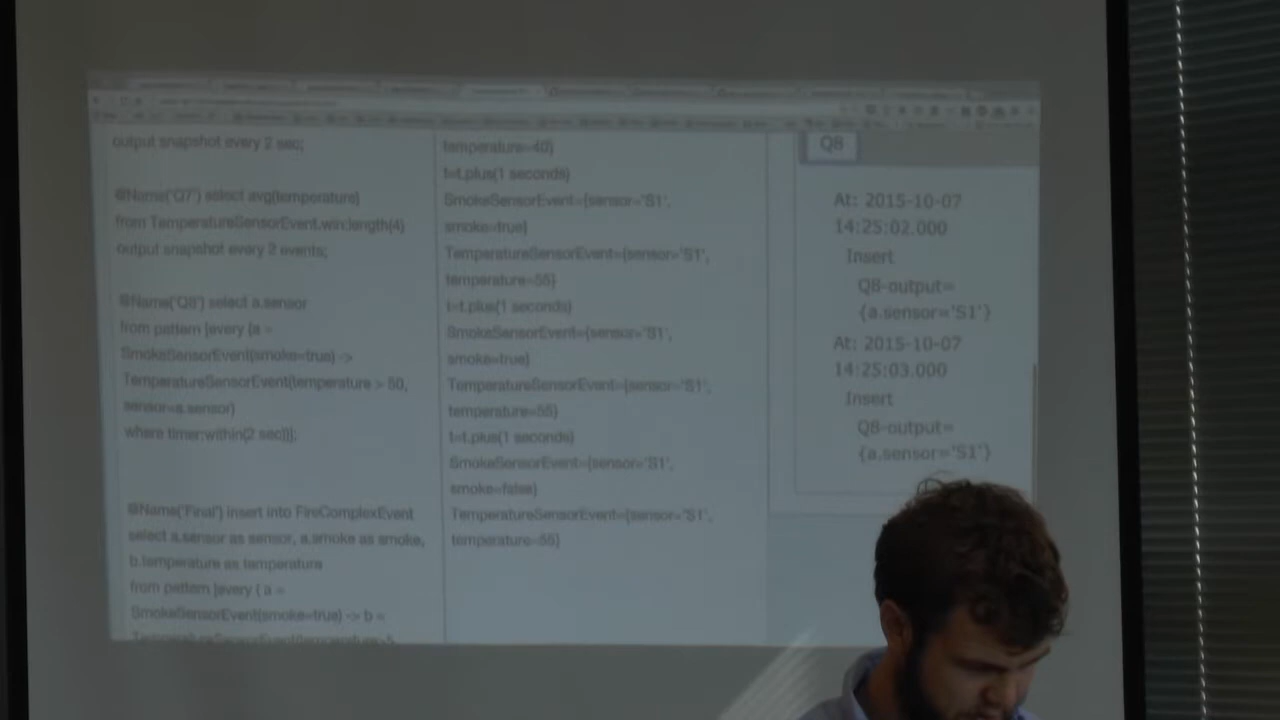 output snapshot every 2 sec;
@Name('Q7') select avg(temperature)
from TemperatureSensorEvent.win:length(4)
output snapshot every 2 events;
@Name('Q8') select a.sensor
from pattern [every (a =
SmokeSensorEvent(smoke=true) ->
TemperatureSensorEvent(temperature > 50,
sensor=a.sensor)
where timer:within(2 sec))];
@Name('Final') insert into FireComplexEvent
select a.sensor as sensor, a.smoke as smoke,
b.temperature as temperature
from pattern [every ( a =
SmokeSensorEvent(smoke=true) -> b =
TemperatureSensorEvent(temperature>5
temperature=40}
t=t.plus(1 seconds)
SmokeSensorEvent={sensor='S1',
smoke=true}
TemperatureSensorEvent={sensor='S1',
temperature=55}
t=t.plus(1 seconds)
SmokeSensorEvent={sensor='S1',
smoke=true}
TemperatureSensorEvent={sensor='S1',
temperature=55}
t=t.plus(1 seconds)
SmokeSensorEvent={sensor='S1',
smoke=false}
TemperatureSensorEvent={sensor='S1',
temperature=55}
Q8
At: 2015-10-07
14:25:02.000
Insert
Q8-output=
{a.sensor='S1'}
At: 2015-10-07
14:25:03.000
Insert
Q8-output=
{a.sensor='S1'}